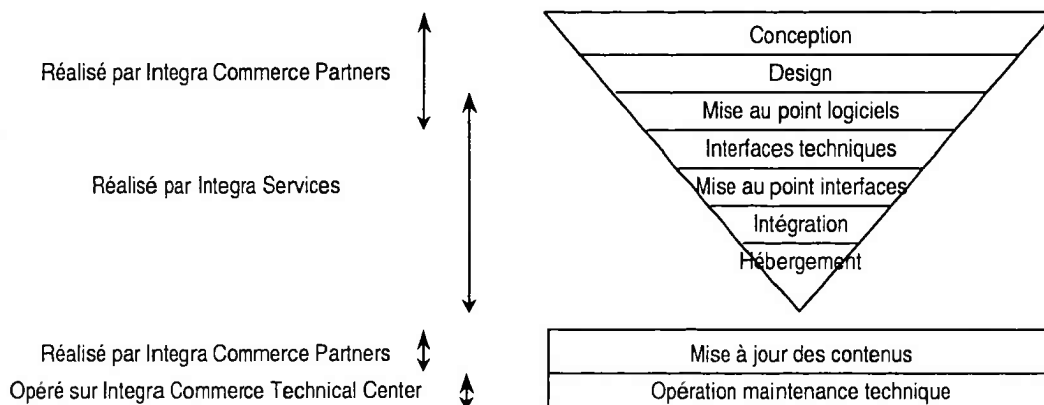 Conception
Réalisé par Integra Commerce Partners
Design
Mise au point logiciels
Interfaces techniques
Réalisé par Integra Services
Mise au point interfaces
Intégration
Hébergement
Réalisé par Integra Commerce Partners
Mise à jour des contenus
Opéré sur Integra Commerce Technical Center
Opération maintenance technique